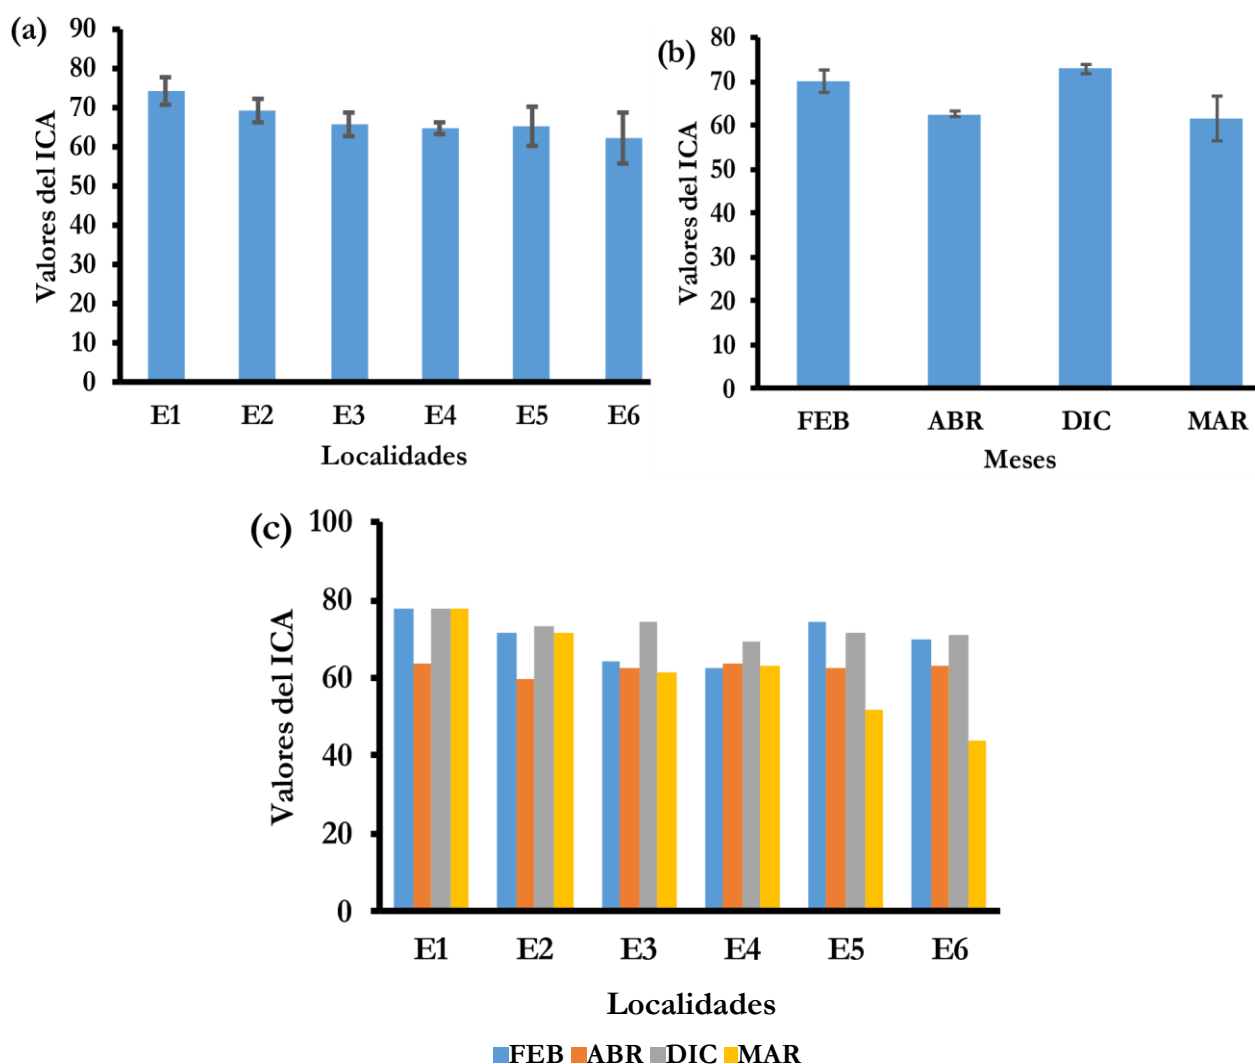 (a)
Valores del ICA
90
80
70
60
50
40
30
20
10
0
E1 E2 E3 E4 E5 E6
Localidades
(b)
Valores del ICA
80
70
60
50
40
30
20
10
0
FEB ABR DIC MAR
Meses
(c)
Valores del ICA
100
80
60
40
20
0
E1 E2 E3 E4 E5 E6
Localidades
FEB ABR DIC MAR